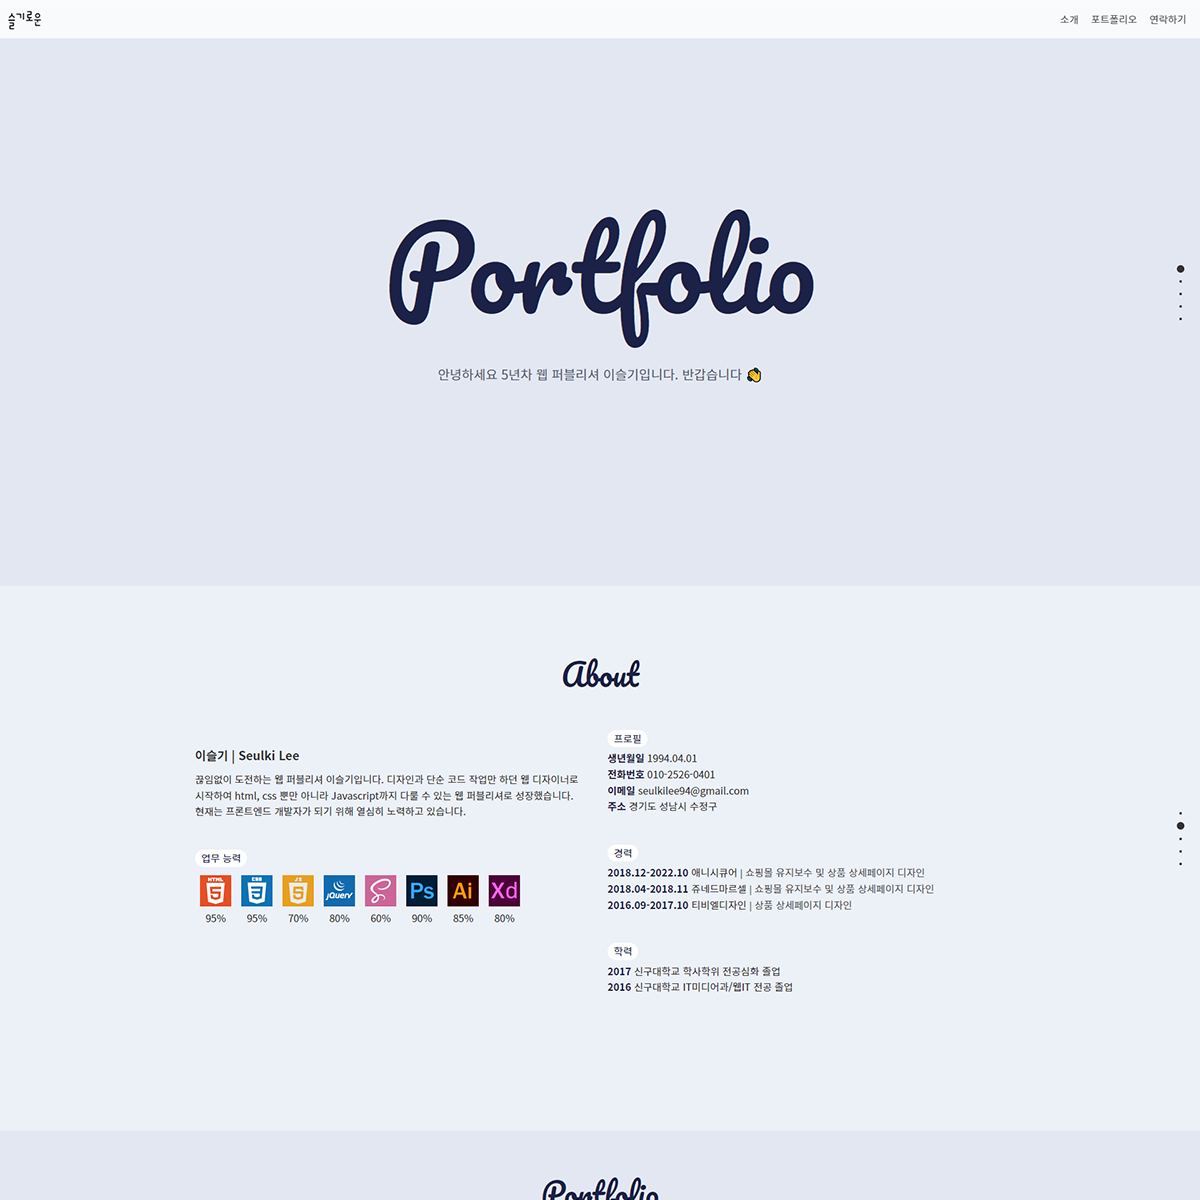 슬기로운
소개 포트폴리오 연락하기
Portfolio
안녕하세요 5년차 웹 퍼블리셔 이슬기입니다. 반갑습니다 👏
About
이슬기 | Seulki Lee
끊임없이 도전하는 웹 퍼블리셔 이슬기입니다. 디자인과 단순 코드 작업만 하던 웹 디자이너로
시작하여 html, css 뿐만 아니라 Javascript까지 다룰 수 있는 웹 퍼블리셔로 성장했습니다.
현재는 프론트엔드 개발자가 되기 위해 열심히 노력하고 있습니다.
업무 능력
HTML 5 CSS 3 JS 5 jQuery Ps Ai Xd
95% 95% 70% 80% 60% 90% 85% 80%
프로필
생년월일 1994.04.01
전화번호 010-2526-0401
이메일 seulkilee94@gmail.com
주소 경기도 성남시 수정구
경력
2018.12-2022.10 애니시큐어 | 쇼핑몰 유지보수 및 상품 상세페이지 디자인
2018.04-2018.11 쥬네드마르셀 | 쇼핑몰 유지보수 및 상품 상세페이지 디자인
2016.09-2017.10 티비엘디자인 | 상품 상세페이지 디자인
학력
2017 신구대학교 학사학위 전공심화 졸업
2016 신구대학교 IT미디어과/웹IT 전공 졸업
Portfolio